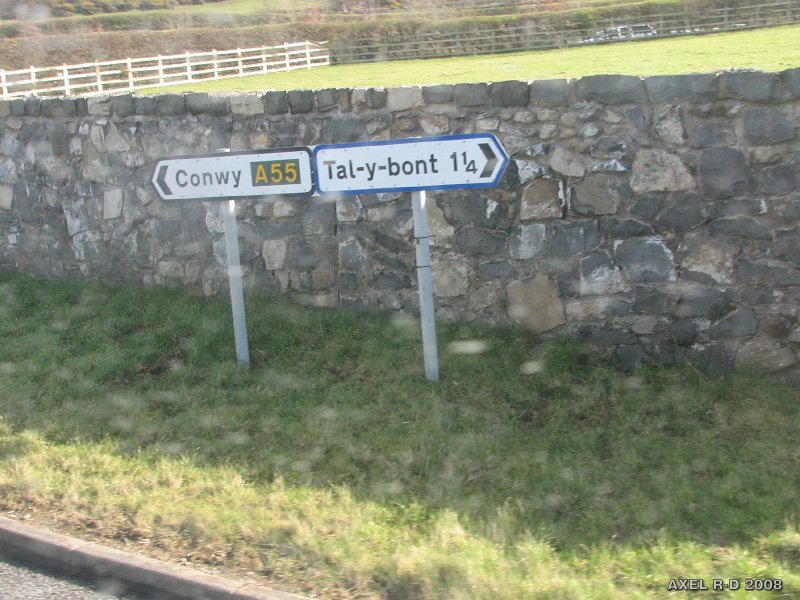 Conwy A55
Tal-y-bont 1¼
AXEL R-D 2008